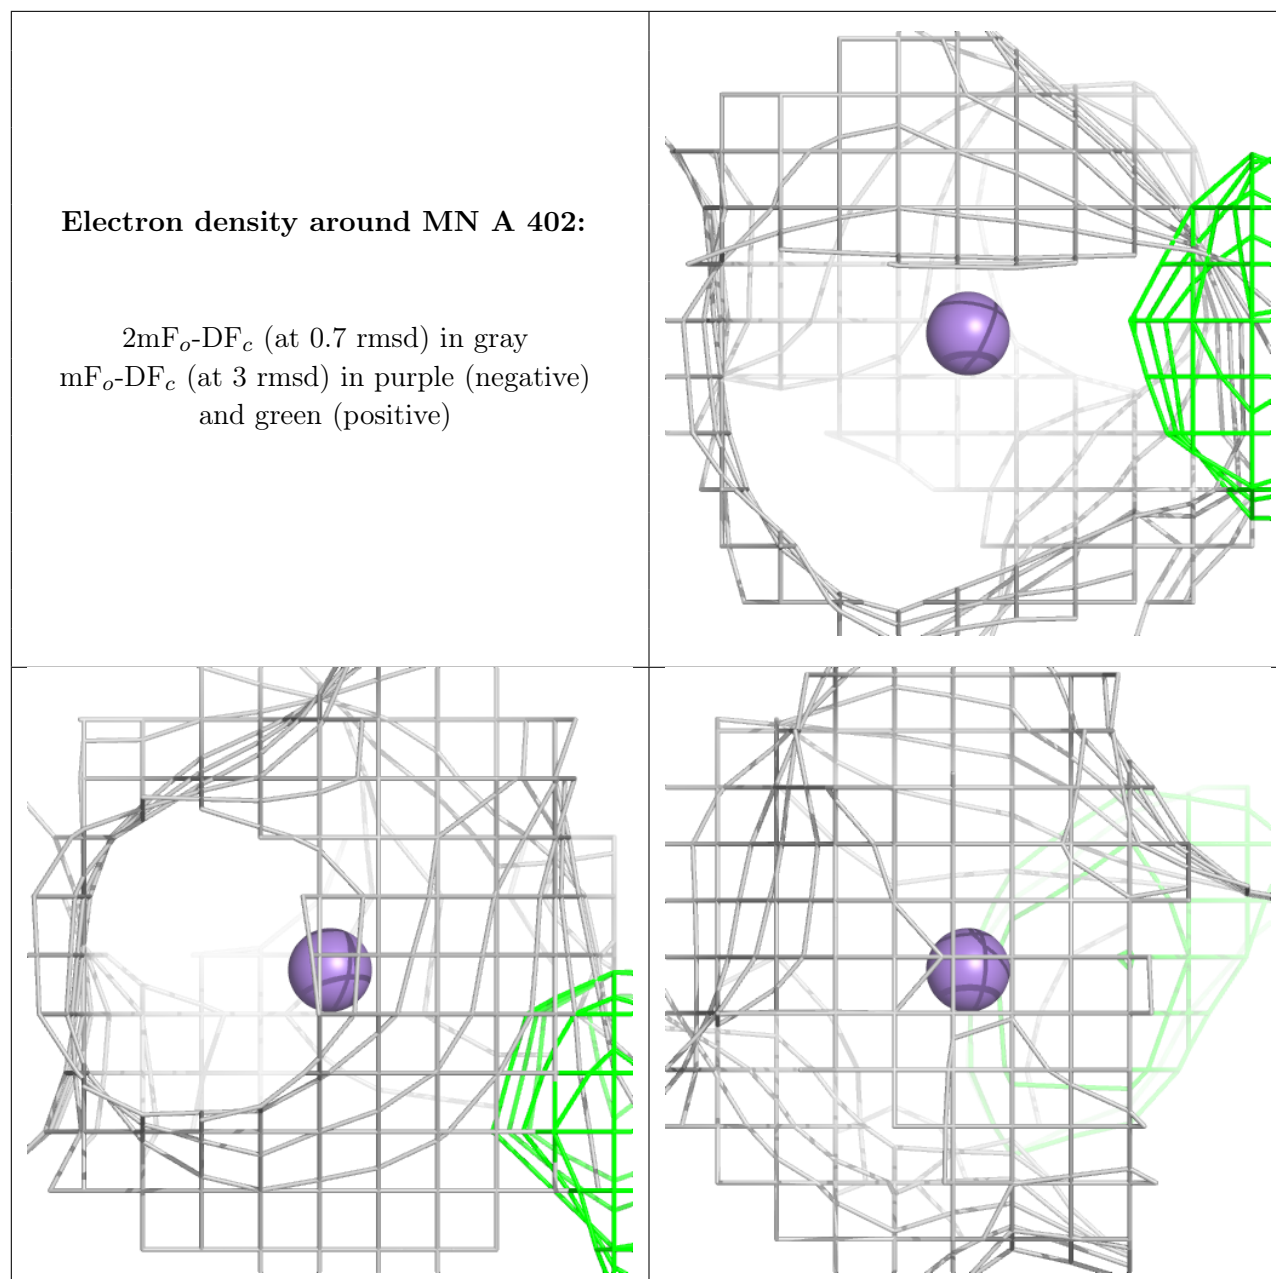 Electron density around MN A 402:
2mFo-DFc (at 0.7 rmsd) in gray
mFo-DFc (at 3 rmsd) in purple (negative)
and green (positive)